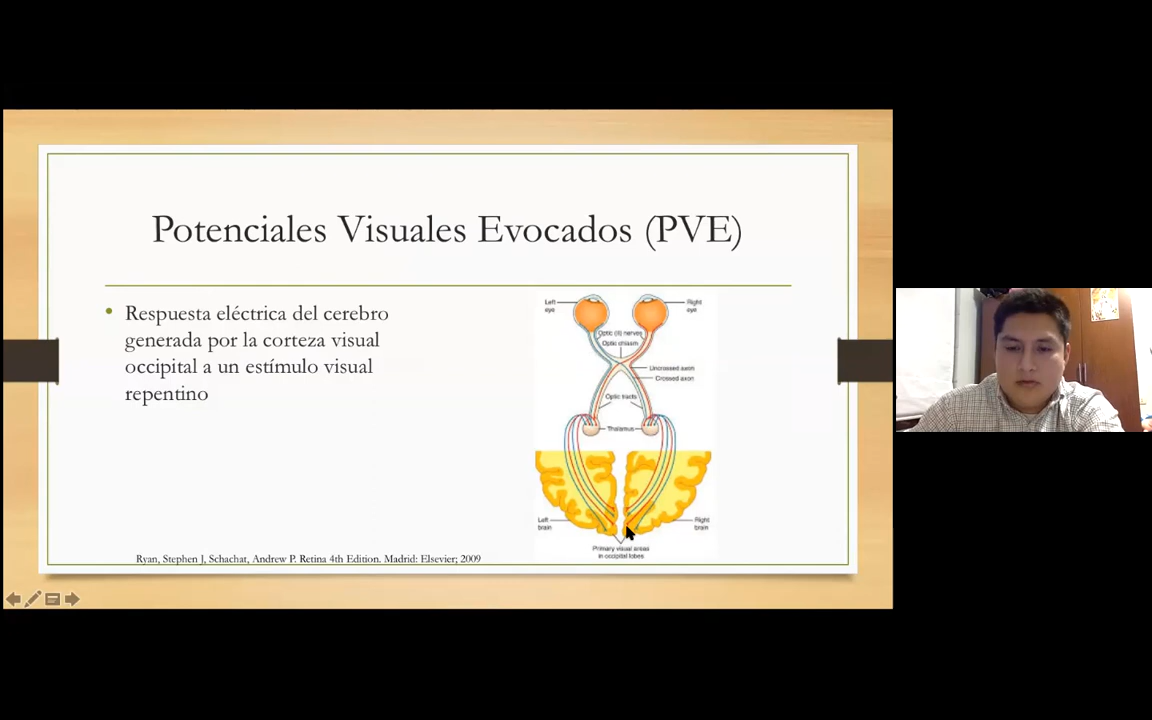 Potenciales Visuales Evocados (PVE)
• Respuesta eléctrica del cerebro
generada por la corteza visual
occipital a un estímulo visual
repentino
Left
eye
Right
eye
Optic (II) nerves
Optic chiasm
Uncrossed axon
Crossed axon
Optic tracts
Thalamus
Left
brain
Right
brain
Primary visual areas
in occipital lobes
Ryan, Stephen J, Schachat, Andrew P. Retina 4th Edition. Madrid: Elsevier; 2009